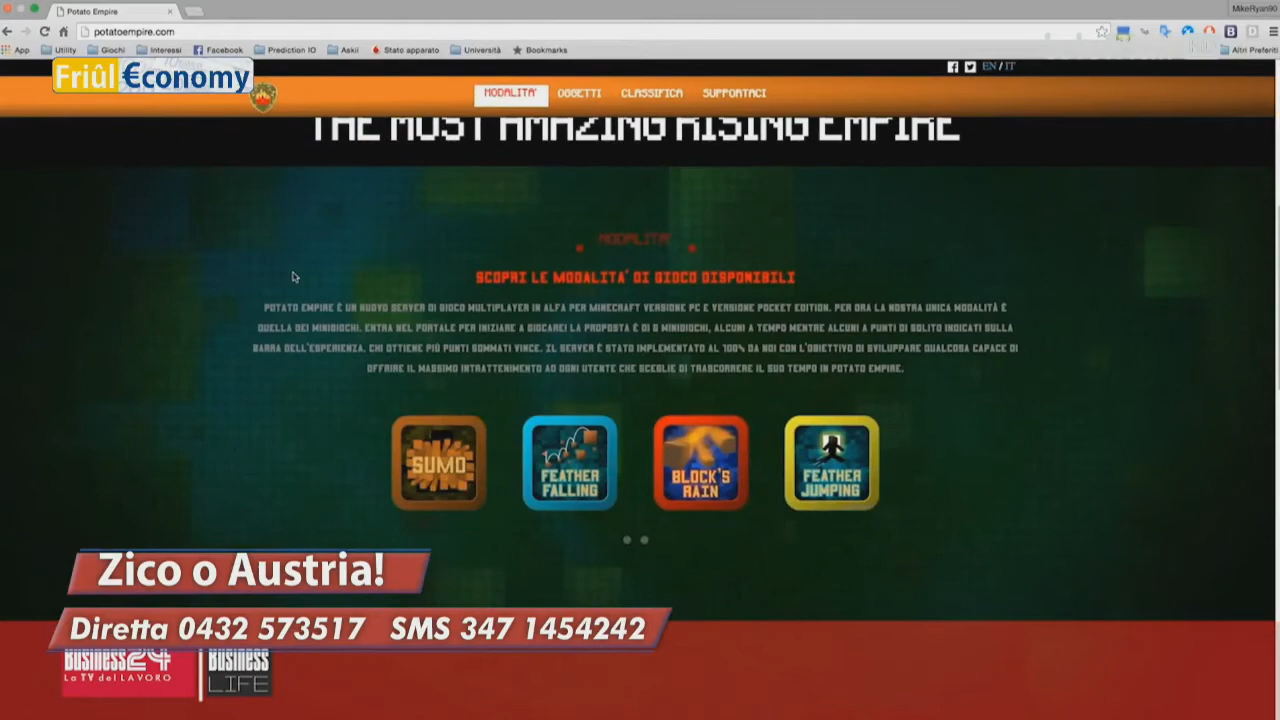 Potato Empire
MikeRyan90
potatoempire.com
App Utility Giochi Interessi Facebook Prediction IO Askii Stato apparato Università Bookmarks Altri Preferiti
Friûl €conomy
EN / IT
MODALITA' OGGETTI CLASSIFICA SUPPORTACI
THE MOST AMAZING RISING EMPIRE
MODALITA'
SCOPRI LE MODALITA' DI GIOCO DISPONIBILI
POTATO EMPIRE È UN NUOVO SERVER DI GIOCO MULTIPLAYER IN ALFA PER MINECRAFT VERSIONE PC E VERSIONE POCKET EDITION. PER ORA LA NOSTRA UNICA MODALITÀ È
QUELLA DEI MINIGIOCHI. ENTRA NEL PORTALE PER INIZIARE A GIOCARE! LA PROPOSTA È DI 6 MINIGIOCHI, ALCUNI A TEMPO MENTRE ALCUNI A PUNTI DI SOLITO INDICATI SULLA
BARRA DELL'ESPERIENZA. CHI OTTIENE PIÙ PUNTI SOMMATI VINCE. IL SERVER È STATO IMPLEMENTATO AL 100% DA NOI CON L'OBIETTIVO DI SVILUPPARE QUALCOSA CAPACE DI
OFFRIRE IL MASSIMO INTRATTENIMENTO AD OGNI UTENTE CHE SCEGLIE DI TRASCORRERE IL SUO TEMPO IN POTATO EMPIRE.
SUMO
FEATHER
FALLING
BLOCK'S
RAIN
FEATHER
JUMPING
Zico o Austria!
Diretta 0432 573517 SMS 347 1454242
Business24
La TV del LAVORO
Business
LIFE